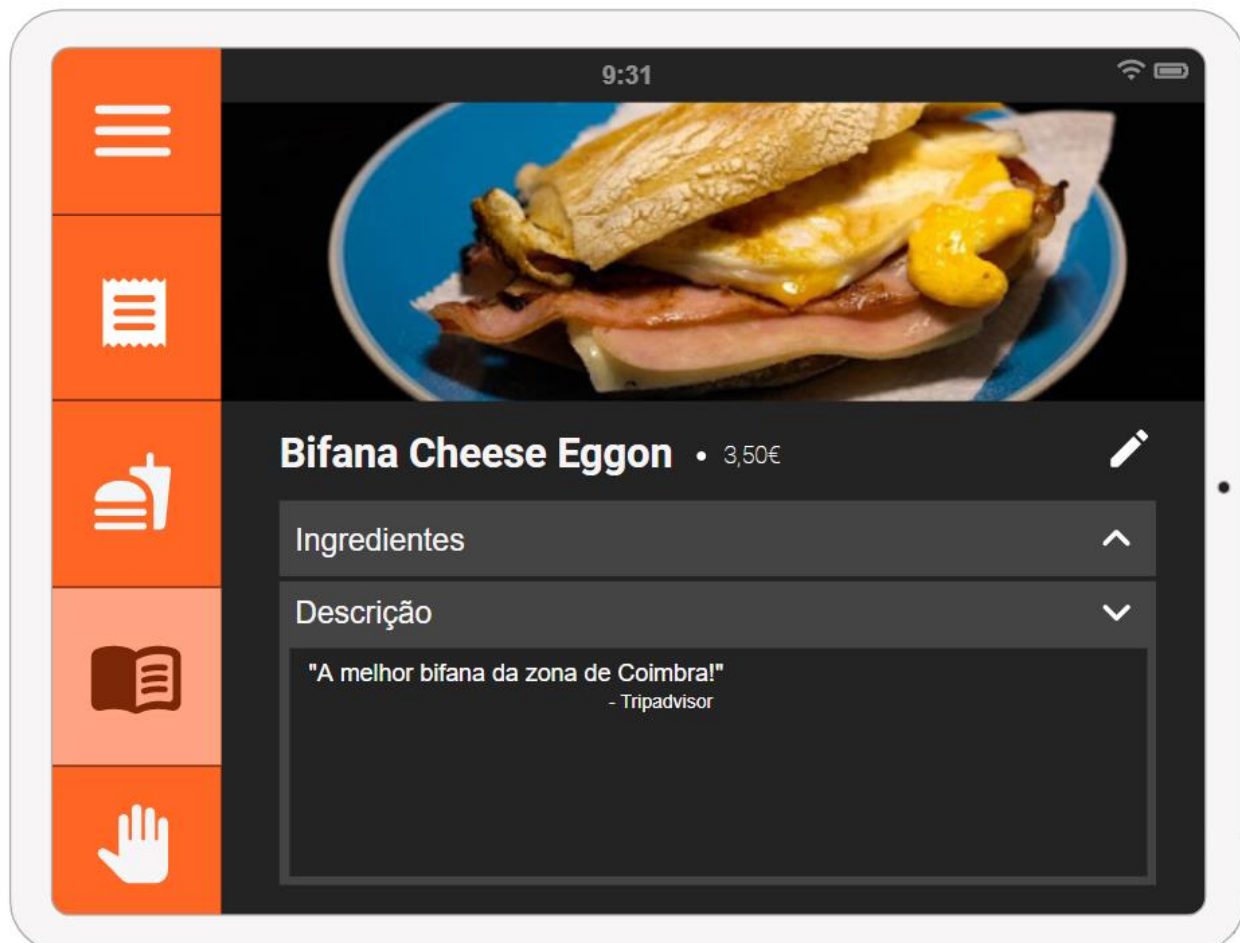 9:31
Bifana Cheese Eggon • 3,50€
Ingredientes
Descrição
"A melhor bifana da zona de Coimbra!"
- Tripadvisor